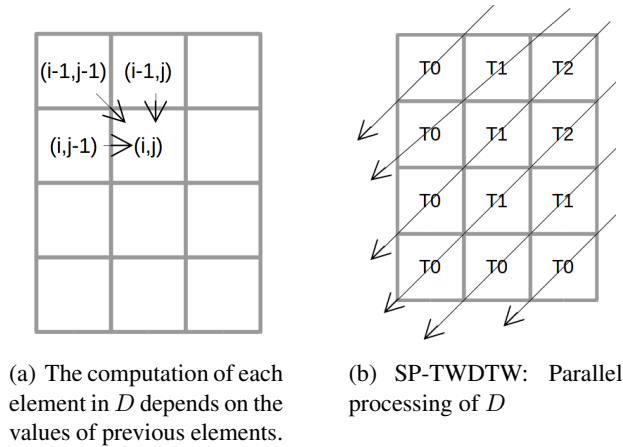 (i-1,j-1) (i-1,j)
(i,j-1) (i,j)
T0 T1 T2
T0 T1 T2
T0 T1 T1
T0 T0 T0
(a) The computation of each
element in D depends on the
values of previous elements.
(b) SP-TWDTW: Parallel
processing of D